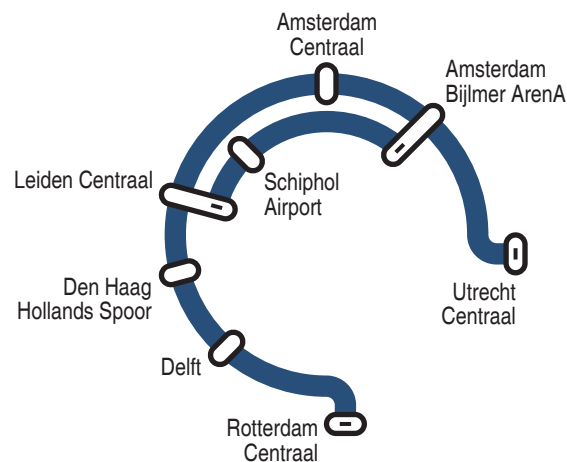 Amsterdam
Centraal
Amsterdam
Bijlmer ArenA
Leiden Centraal
Schiphol
Airport
Den Haag
Hollands Spoor
Utrecht
Centraal
Delft
Rotterdam
Centraal